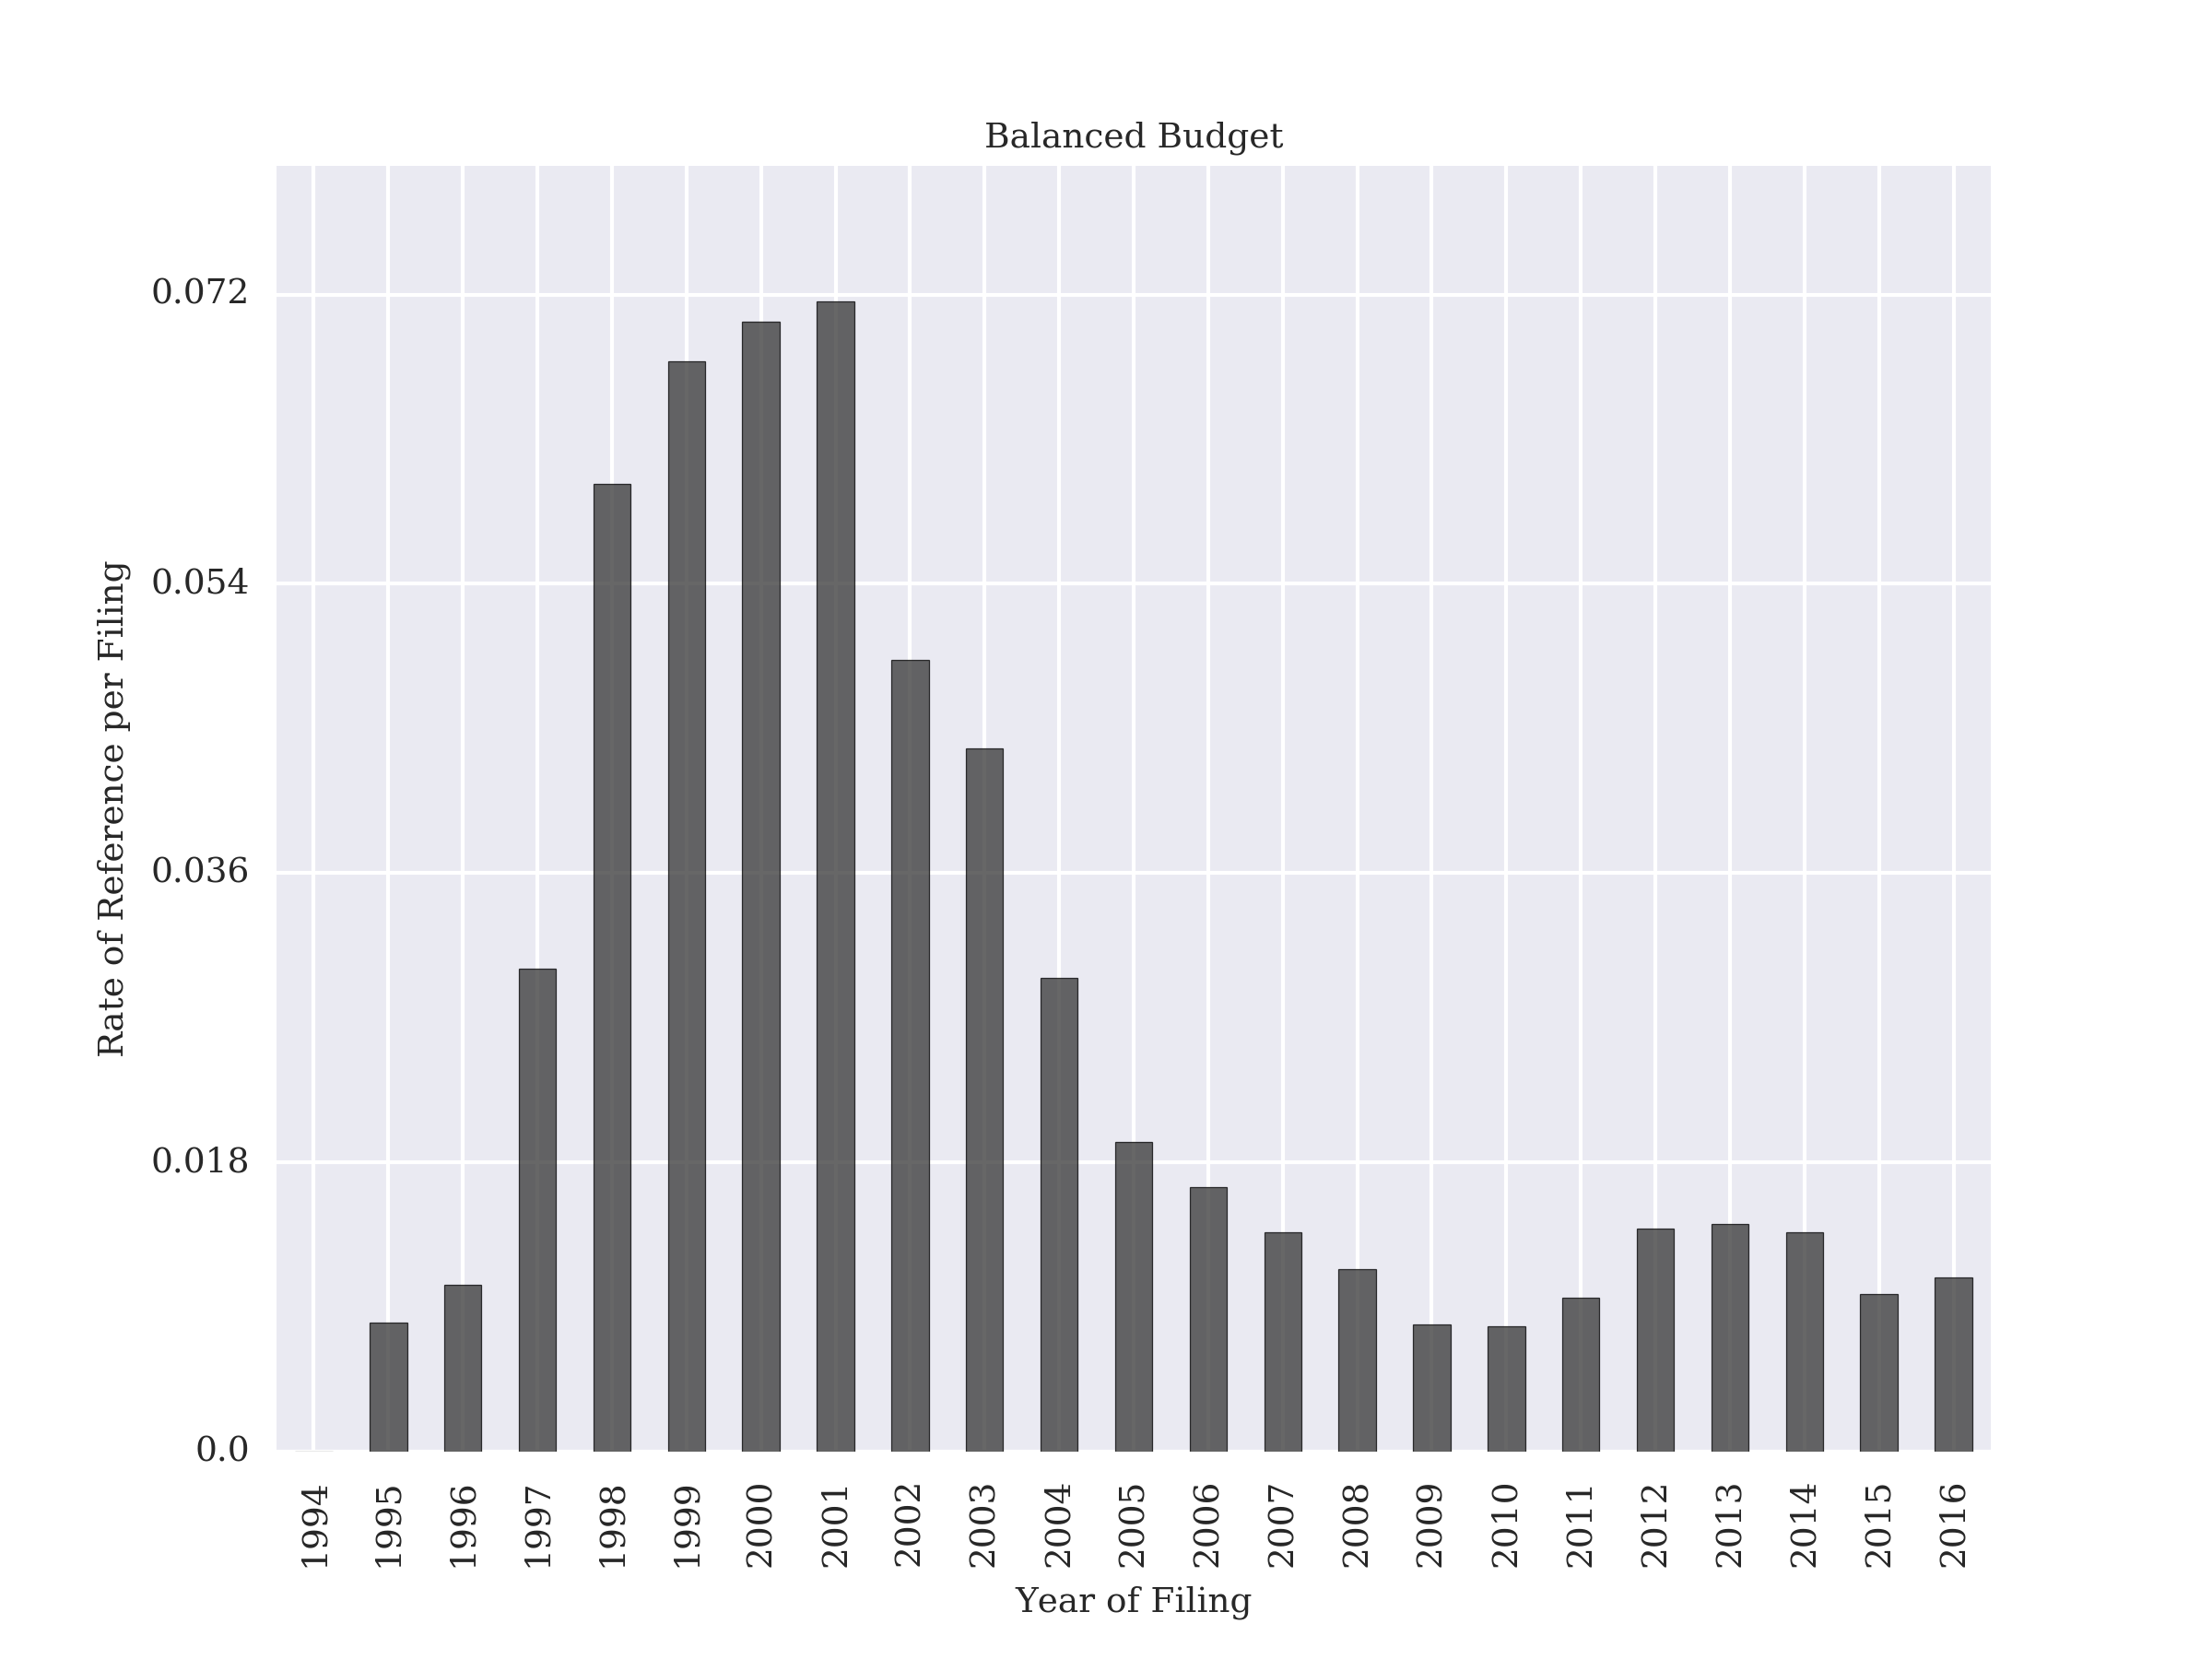 Balanced Budget
Rate of Reference per Filing
0.072
0.054
0.036
0.018
0.0
1994 1995 1996 1997 1998 1999 2000 2001 2002 2003 2004 2005 2006 2007 2008 2009 2010 2011 2012 2013 2014 2015 2016
Year of Filing